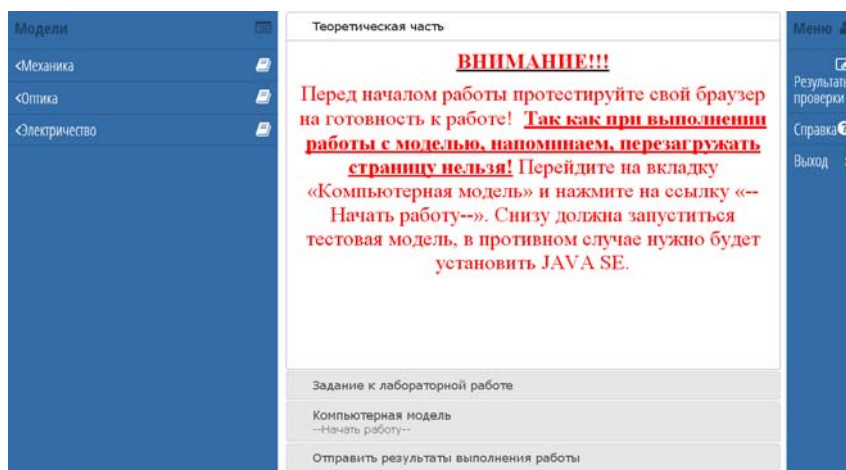 Модели
<Механика
<Оптика
<Электричество
Теоретическая часть
ВНИМАНИЕ!!!
Перед началом работы протестируйте свой браузер
на готовность к работе! Так как при выполнении
работы с моделью, напоминаем, перезагружать
страницу нельзя! Перейдите на вкладку
«Компьютерная модель» и нажмите на ссылку «--
Начать работу--». Снизу должна запуститься
тестовая модель, в противном случае нужно будет
установить JAVA SE.
Задание к лабораторной работе
Компьютерная модель
--Начать работу--
Отправить результаты выполнения работы
Меню
Результаты
проверки
Справка
Выход